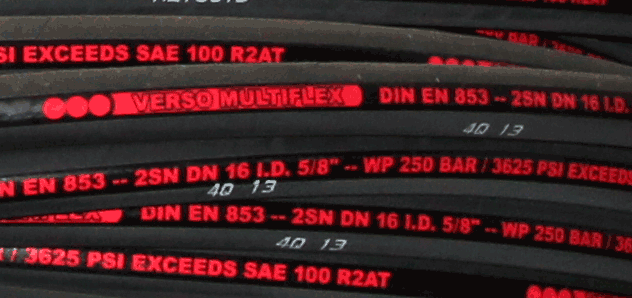 SI EXCEEDS SAE 100 R2AT
VERSO MULTIFLEX DIN EN 853 -- 2SN DN 16 I.D.
4Q 13
N EN 853 -- 2SN DN 16 I.D. 5/8" -- WP 250 BAR / 3625 PSI EXCEEDS
4Q 13
DIN EN 853 -- 2SN DN 16 I.D. 5/8" -- WP 250 BAR / 36
4Q 13
/ 3625 PSI EXCEEDS SAE 100 R2AT